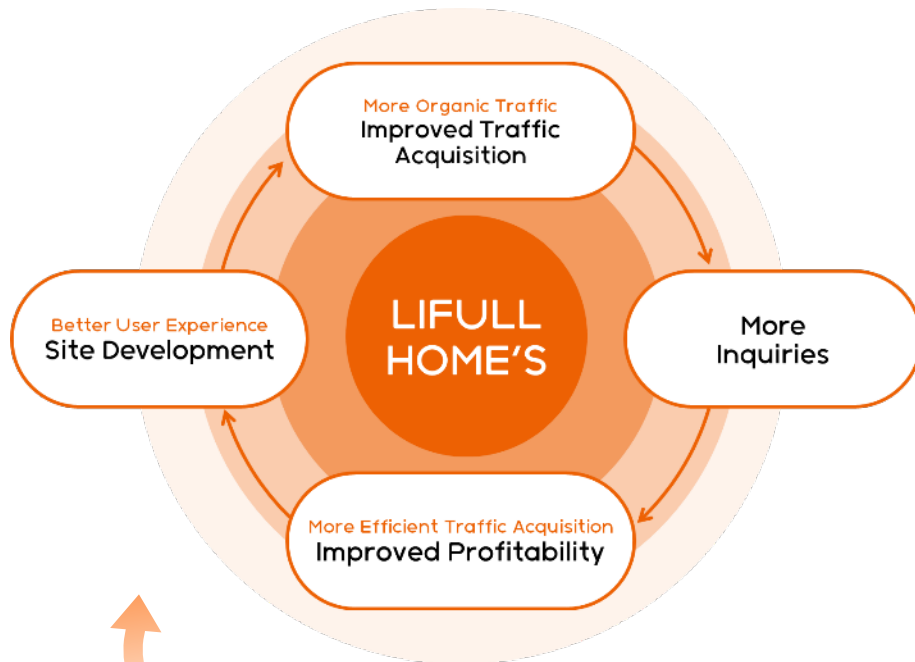 More Organic Traffic
Improved Traffic
Acquisition
Better User Experience
Site Development
LIFULL
HOME'S
More
Inquiries
More Efficient Traffic Acquisition
Improved Profitability